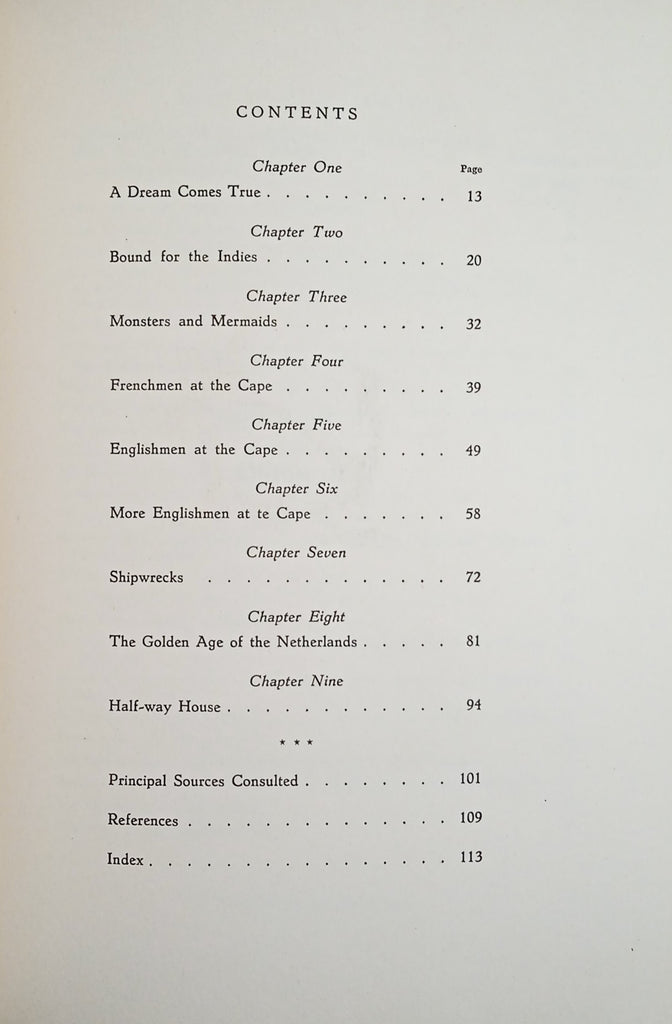 CONTENTS
Chapter One Page
A Dream Comes True . . . . . . . . . . 13
Chapter Two
Bound for the Indies . . . . . . . . . . 20
Chapter Three
Monsters and Mermaids . . . . . . . . . 32
Chapter Four
Frenchmen at the Cape . . . . . . . . . 39
Chapter Five
Englishmen at the Cape . . . . . . . . . 49
Chapter Six
More Englishmen at te Cape . . . . . . . 58
Chapter Seven
Shipwrecks . . . . . . . . . . . . . 72
Chapter Eight
The Golden Age of the Netherlands . . . . . 81
Chapter Nine
Half-way House . . . . . . . . . . . . 94
* * *
Principal Sources Consulted . . . . . . . . 101
References . . . . . . . . . . . . . . 109
Index . . . . . . . . . . . . . . . . 113